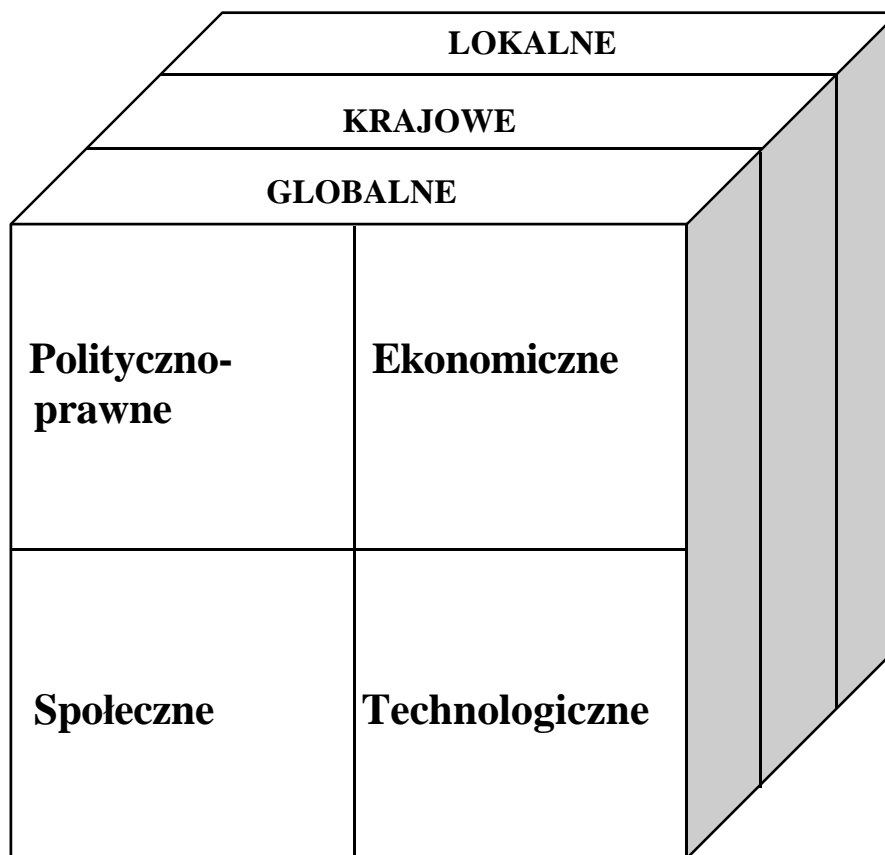 LOKALNE
KRAJOWE
GLOBALNE
Polityczno-
prawne
Ekonomiczne
Społeczne
Technologiczne